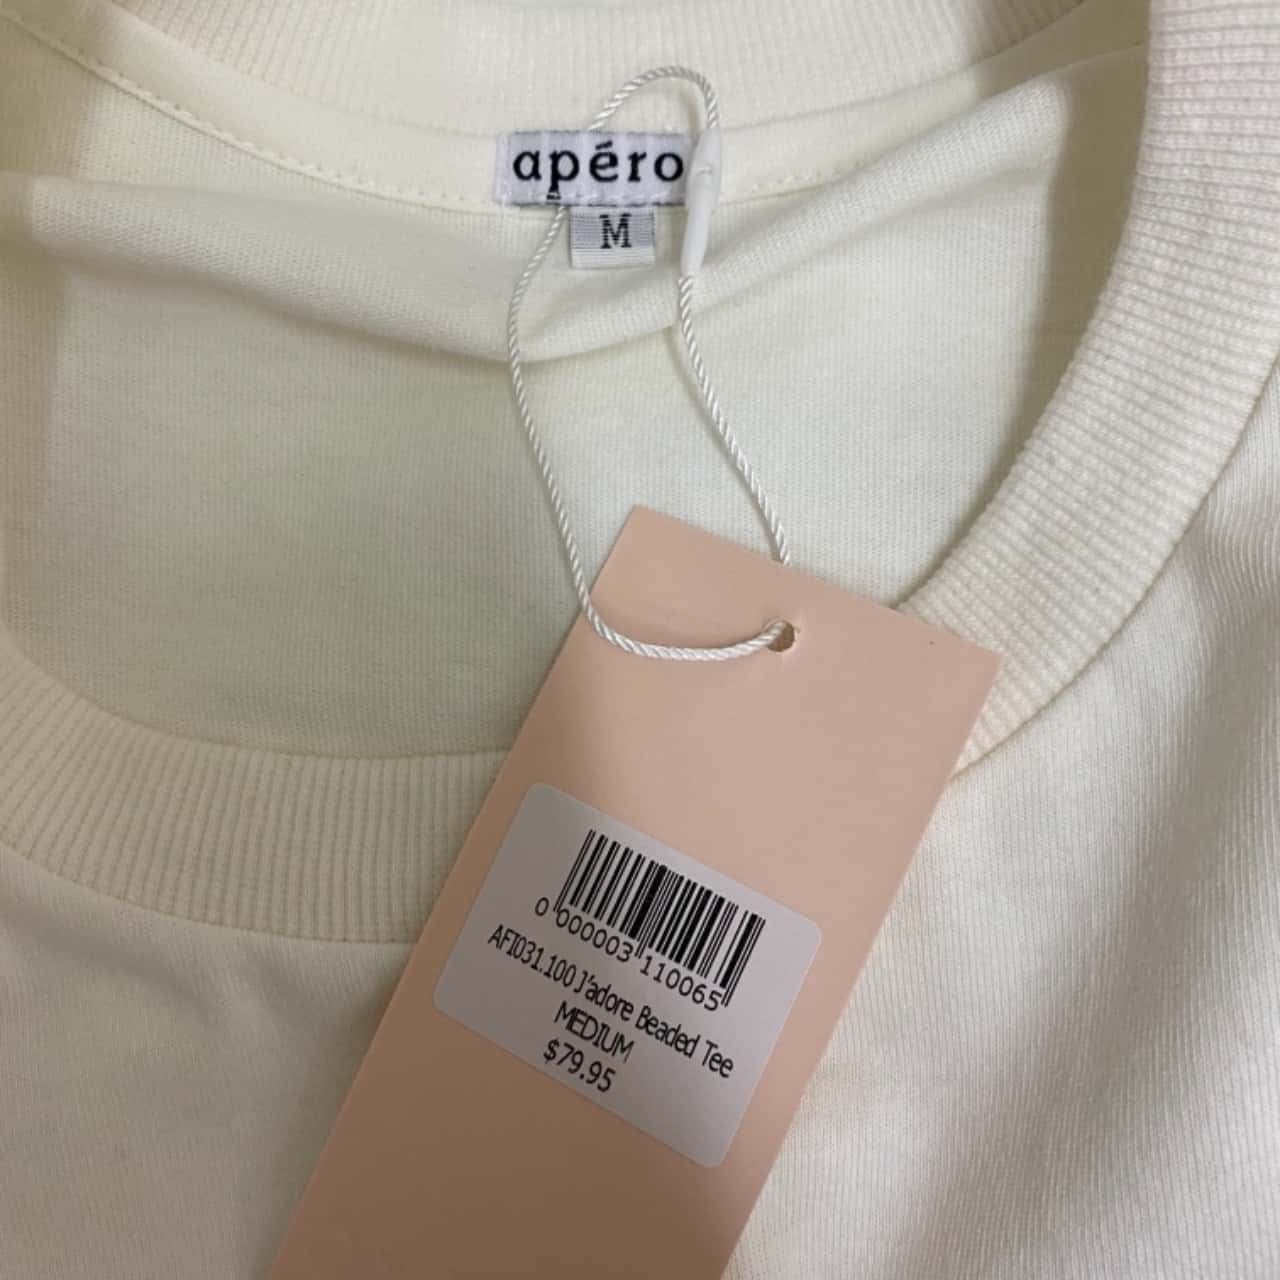 apéro
M
0 000003 110065
AFI031.100 J'adore Beaded Tee
MEDIUM
$79.95